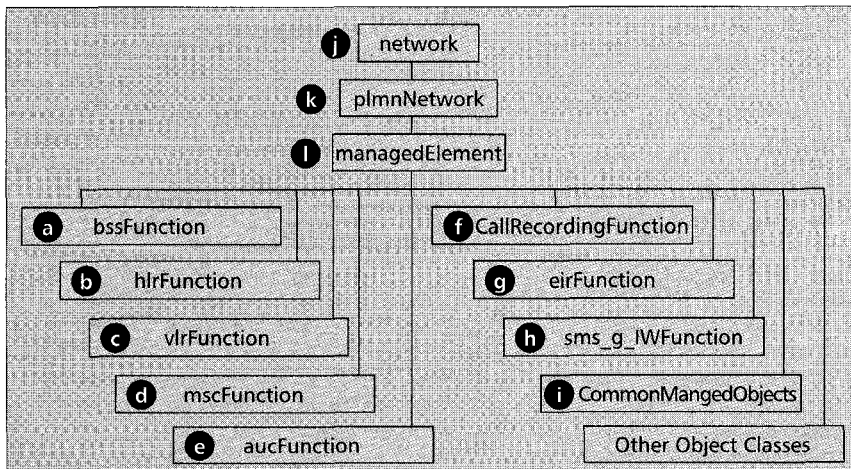 j network
k plmnNetwork
l managedElement
a bssFunction
b hlrFunction
c vlrFunction
d mscFunction
e aucFunction
f CallRecordingFunction
g eirFunction
h sms_g_IWFunction
i CommonMangedObjects
Other Object Classes